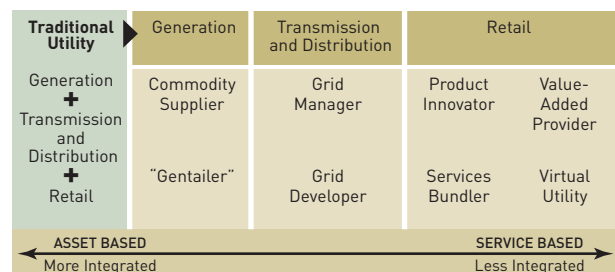 Traditional
Utility
Generation
+
Transmission
and
Distribution
+
Retail
Generation
Commodity
Supplier
"Gentailer"
Transmission
and Distribution
Grid
Manager
Grid
Developer
Retail
Product
Innovator
Value-
Added
Provider
Services
Bundler
Virtual
Utility
ASSET BASED
SERVICE BASED
More Integrated
Less Integrated